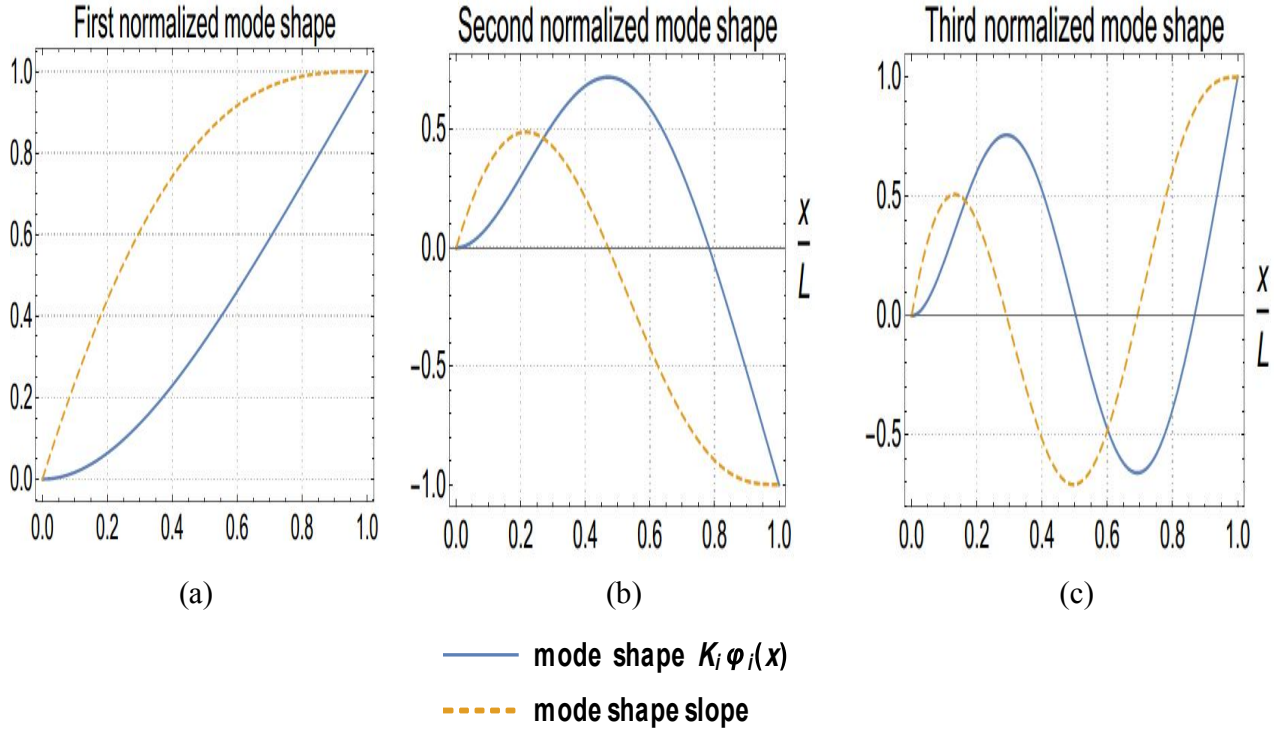 First normalized mode shape
1.0
0.8
0.6
0.4
0.2
0.0
0.0 0.2 0.4 0.6 0.8 1.0
(a)
Second normalized mode shape
0.5
0.0
−0.5
−1.0
0.0 0.2 0.4 0.6 0.8 1.0
x
L
(b)
Third normalized mode shape
1.0
0.5
0.0
−0.5
0.0 0.2 0.4 0.6 0.8 1.0
x
L
(c)
mode shape Kᵢ φᵢ(x)
mode shape slope